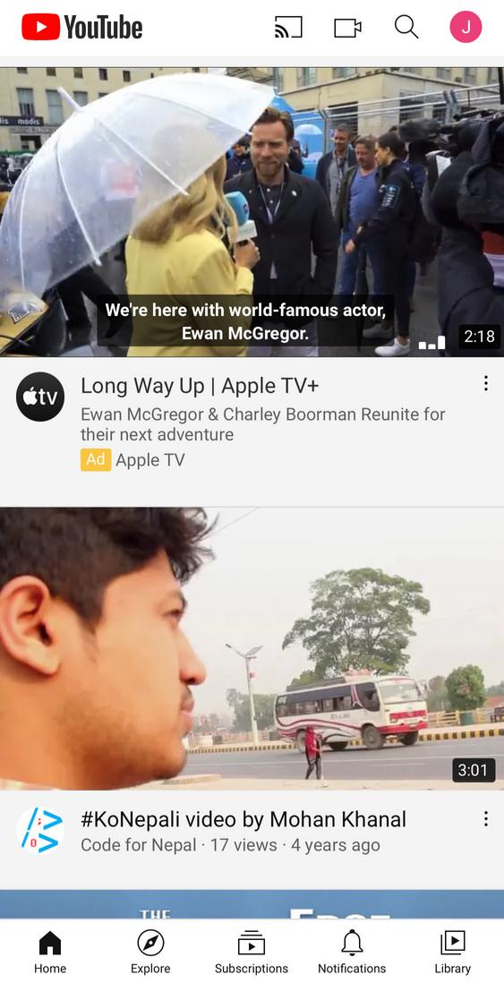 YouTube
J
modis
We're here with world-famous actor,
Ewan McGregor.
2:18
tv
Long Way Up | Apple TV+
Ewan McGregor & Charley Boorman Reunite for
their next adventure
Ad Apple TV
3:01
#KoNepali video by Mohan Khanal
Code for Nepal · 17 views · 4 years ago
THE
Home Explore Subscriptions Notifications Library